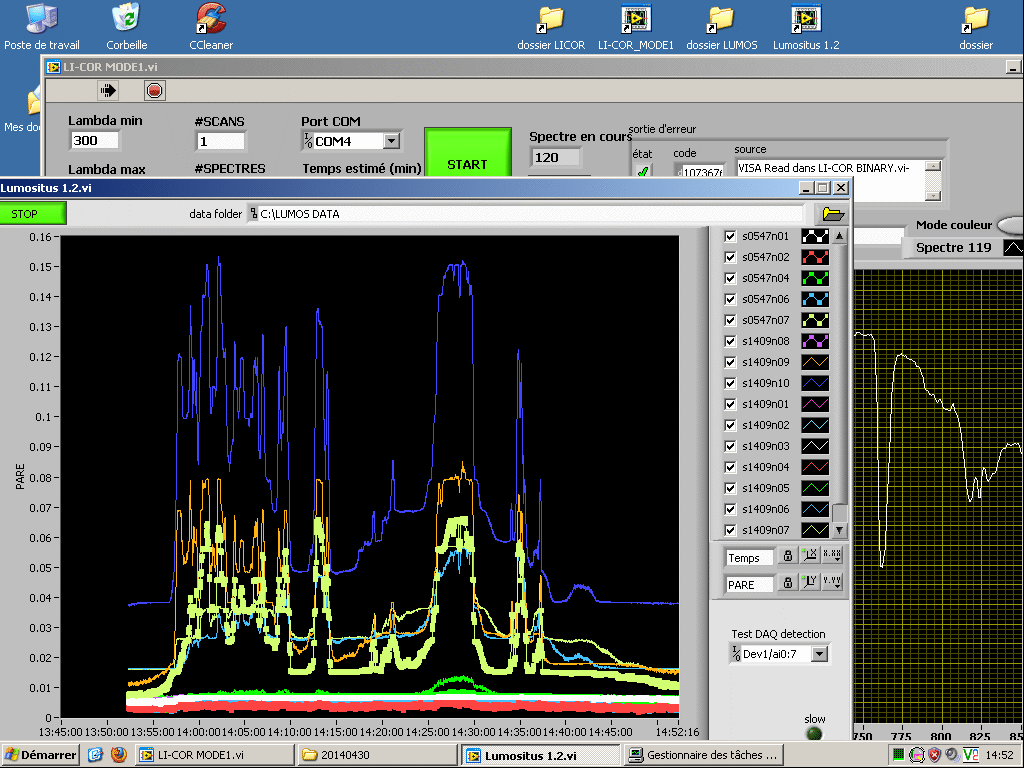 Poste de travail
Corbeille
CCleaner
dossier LICOR
LI-COR_MODE1
dossier LUMOS
Lumositus 1.2
dossier
Mes do
LI-COR MODE1.vi
Lambda min
300
Lambda max
#SCANS
1
#SPECTRES
Port COM
COM4
Temps estimé (min)
START
Spectre en cours
120
sortie d'erreur
état
code
source
VISA Read dans LI-COR BINARY.vi-
Mode couleur
Spectre 119
Lumositus 1.2.vi
STOP
data folder
C:\LUMOS DATA
0.16
0.15
0.14
0.13
0.12
0.11
0.1
0.09
0.08
0.07
0.06
0.05
0.04
0.03
0.02
0.01
0
PARE
13:45:00
13:50:00
13:55:00
14:00:00
14:05:00
14:10:00
14:15:00
14:20:00
14:25:00
14:30:00
14:35:00
14:40:00
14:45:00
14:52:16
s0547n01
s0547n02
s0547n04
s0547n06
s0547n07
s1409n08
s1409n09
s1409n10
s1409n01
s1409n02
s1409n03
s1409n04
s1409n05
s1409n06
s1409n07
Temps
PARE
Test DAQ detection
Dev1/ai0:7
slow
750
775
800
825
Démarrer
LI-COR MODE1.vi
20140430
Lumositus 1.2.vi
Gestionnaire des tâches ...
14:52